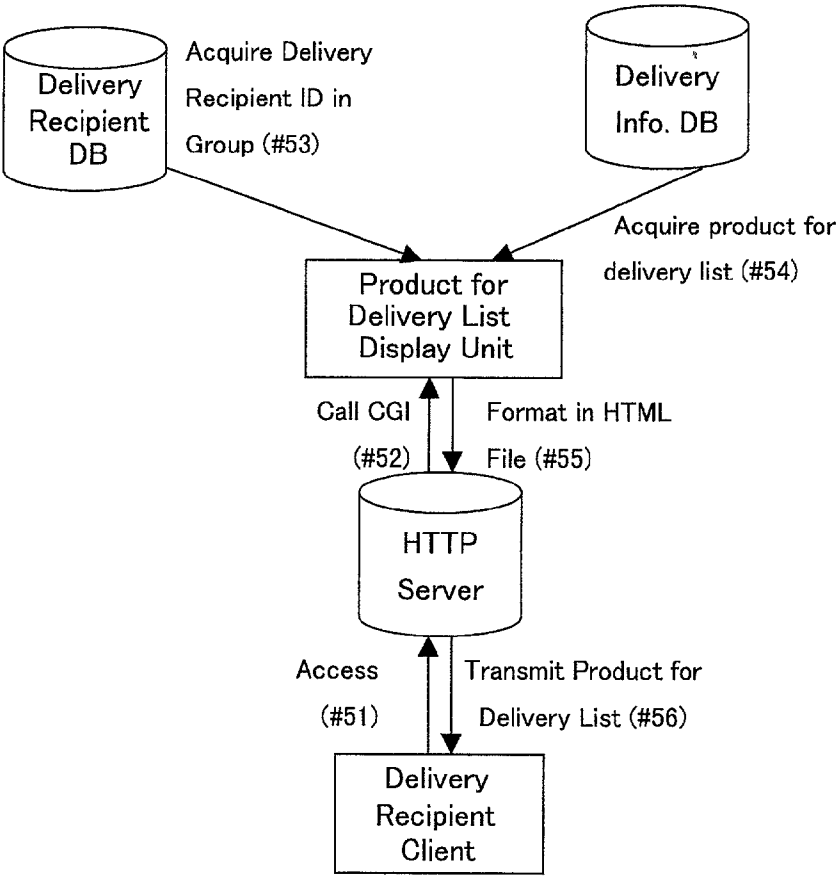 Delivery
Recipient
DB
Acquire Delivery
Recipient ID in
Group (#53)
Delivery
Info. DB
Acquire product for
delivery list (#54)
Product for
Delivery List
Display Unit
Call CGI
(#52)
Format in HTML
File (#55)
HTTP
Server
Access
(#51)
Transmit Product for
Delivery List (#56)
Delivery
Recipient
Client